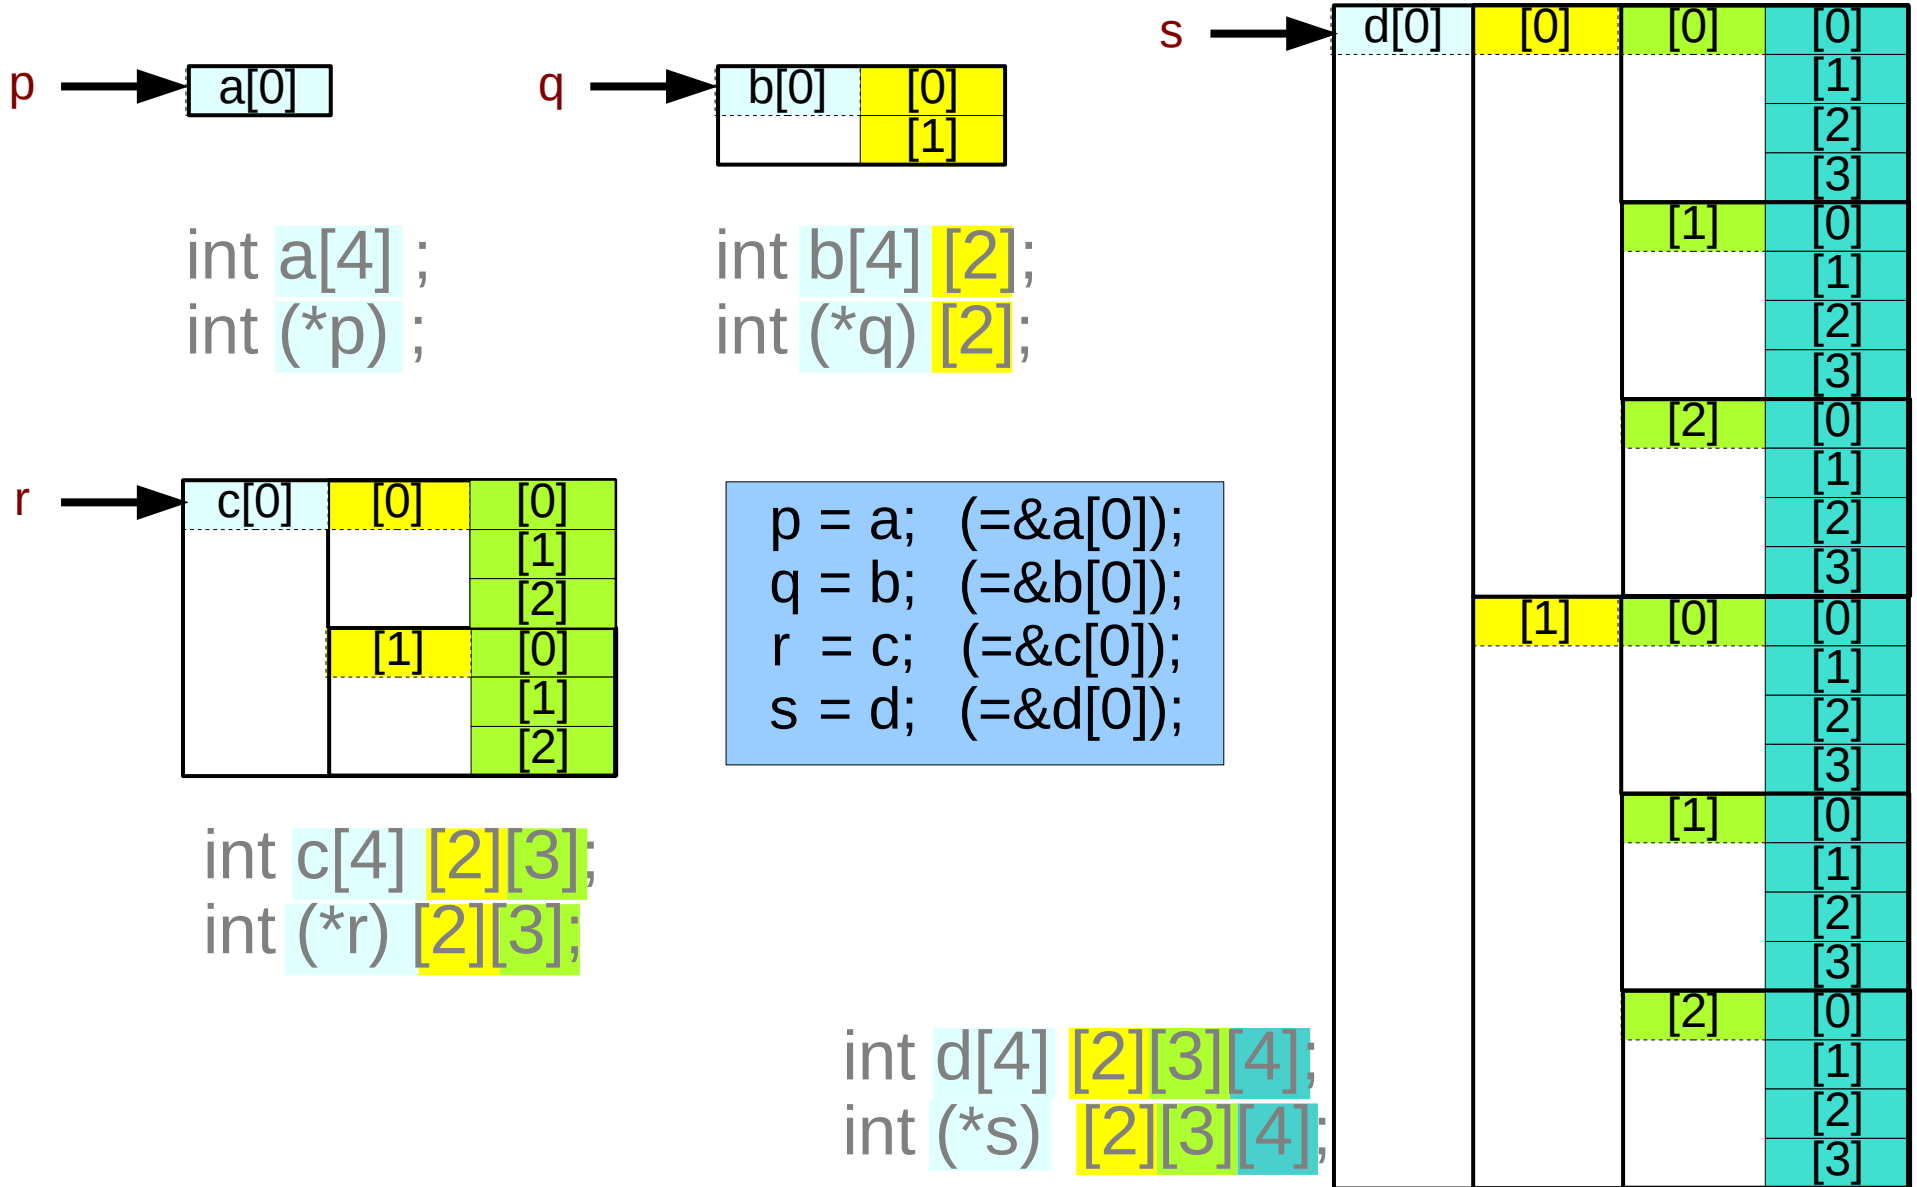 p a[0]
q b[0] [0]
[1]
int a[4] ;
int (*p) ;
int b[4] [2];
int (*q) [2];
r c[0] [0] [0]
[1]
[2]
[1] [0]
[1]
[2]
int c[4] [2][3];
int (*r) [2][3];
p = a; (=&a[0]);
q = b; (=&b[0]);
r = c; (=&c[0]);
s = d; (=&d[0]);
int d[4] [2][3][4];
int (*s) [2][3][4];
s d[0] [0] [0] [0]
[1]
[2]
[3]
[1] [0]
[1]
[2]
[3]
[2] [0]
[1]
[2]
[3]
[1] [0] [0]
[1]
[2]
[3]
[1] [0]
[1]
[2]
[3]
[2] [0]
[1]
[2]
[3]